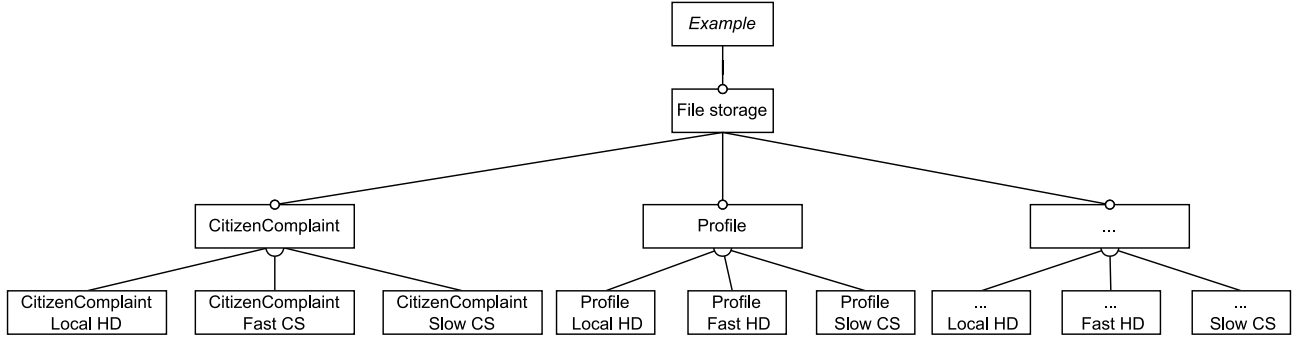 Example
File storage
CitizenComplaint
Profile
...
CitizenComplaint
Local HD
CitizenComplaint
Fast CS
CitizenComplaint
Slow CS
Profile
Local HD
Profile
Fast HD
Profile
Slow CS
...
Local HD
...
Fast HD
...
Slow CS